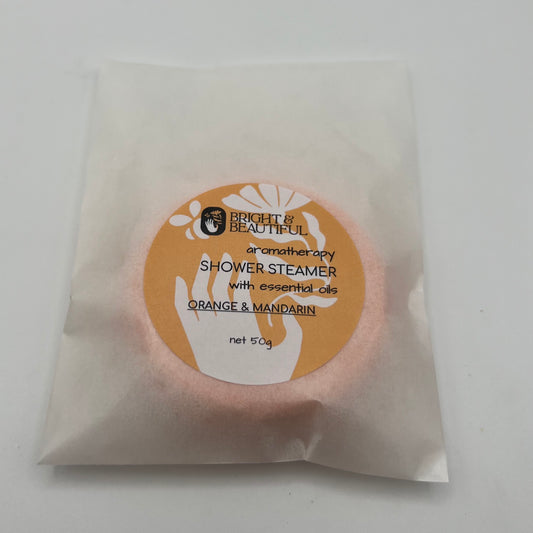 BRIGHT &
BEAUTIFUL
aromatherapy
SHOWER STEAMER
with essential oils
ORANGE & MANDARIN
net 50g